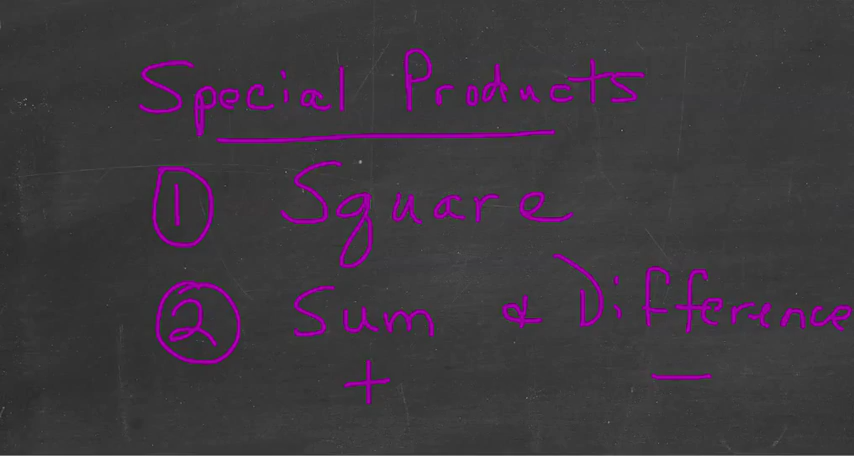 Special Products
① Square
② Sum & Difference
+ −